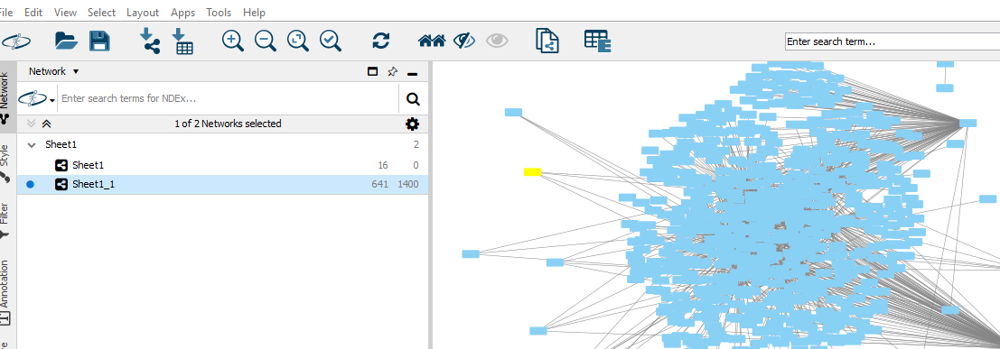 File Edit View Select Layout Apps Tools Help
Enter search term...
Network
Enter search terms for NDEx...
1 of 2 Networks selected
Sheet1 2
Sheet1 16 0
Sheet1_1 641 1400
Network
Style
Filter
Annotation